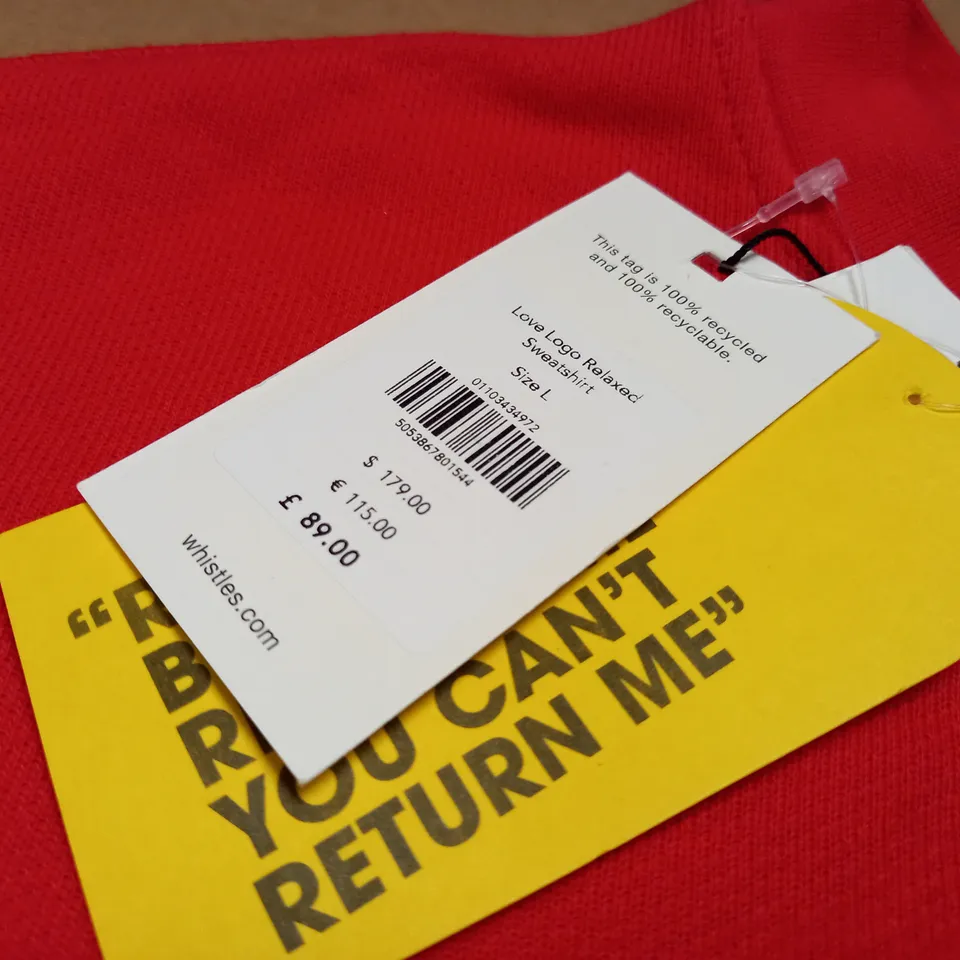 This tag is 100% recycled
and 100% recyclable.
Love Logo Relaxed
Sweatshirt
Size L
01103434972
5053867801544
$ 179.00
€ 115.00
£ 89.00
whistles.com
YOU CAN'T
RETURN ME”